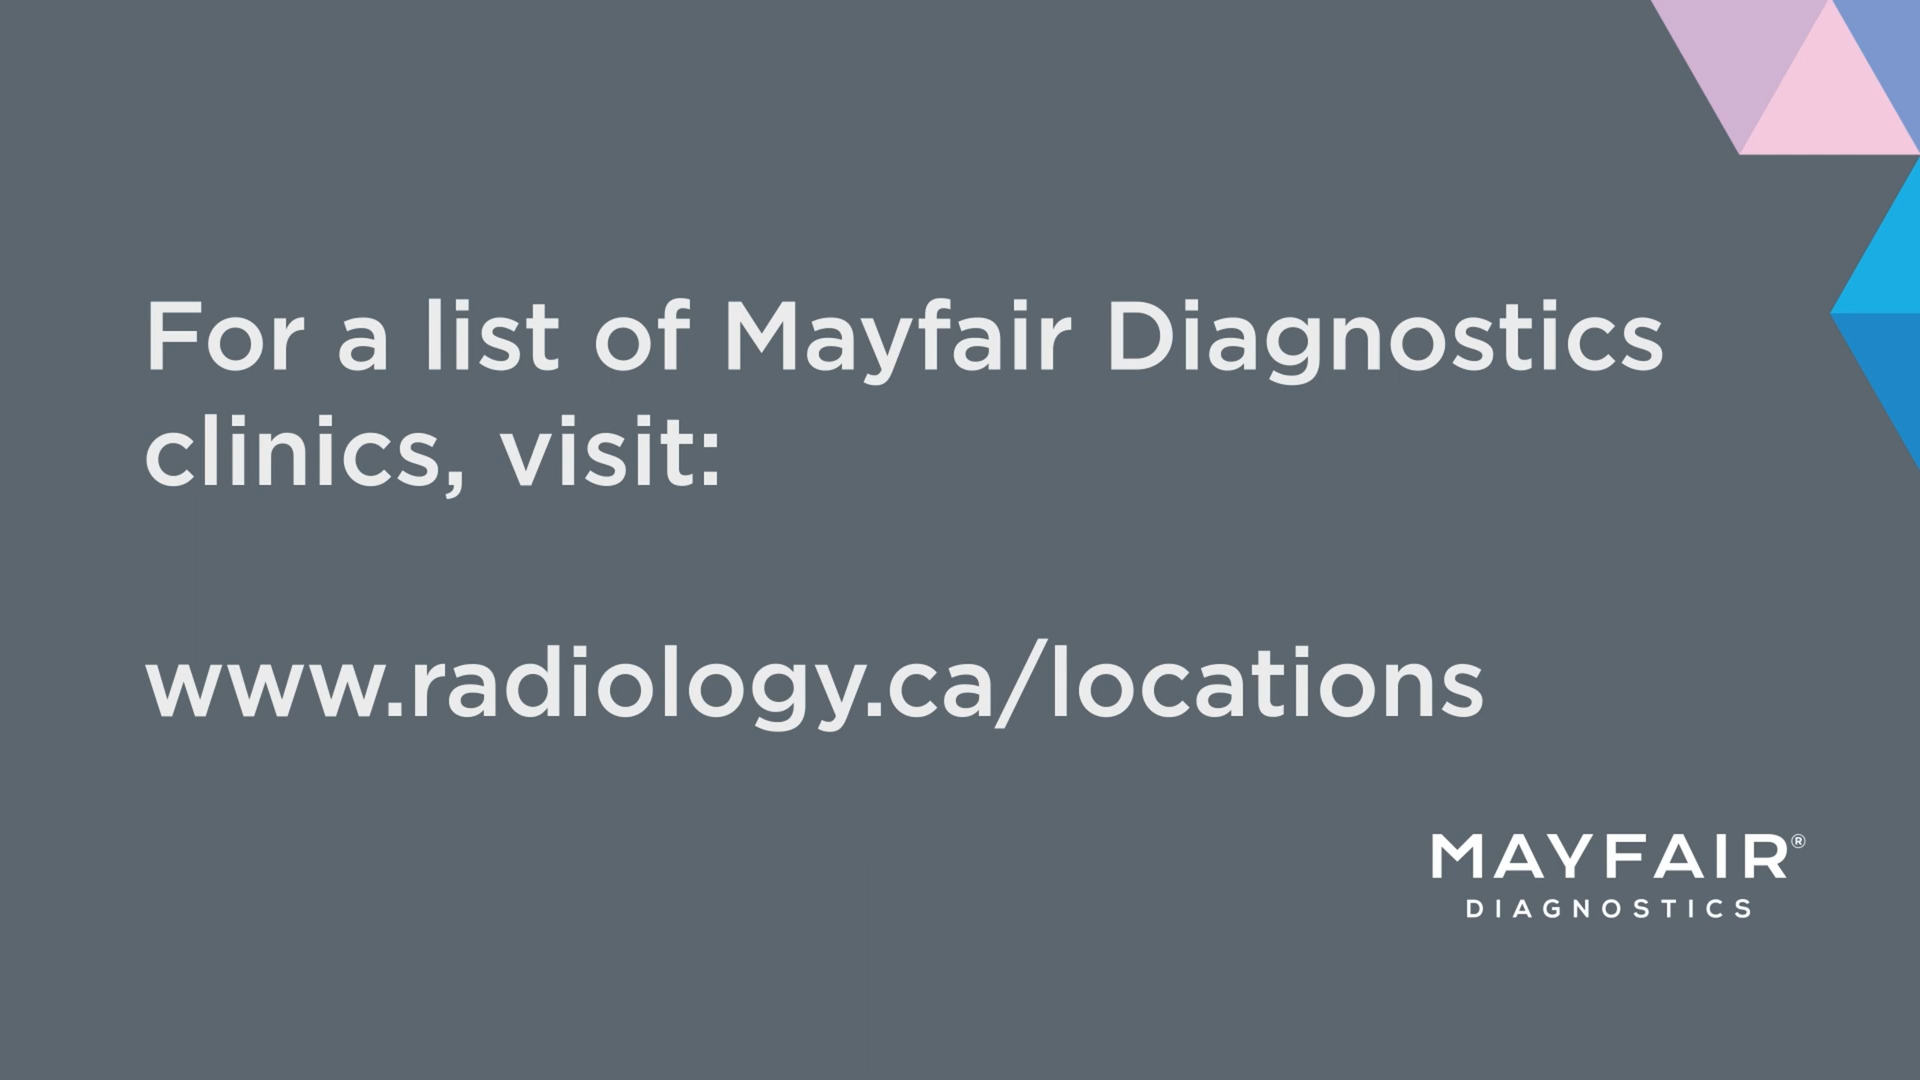 For a list of Mayfair Diagnostics
clinics, visit:
www.radiology.ca/locations
MAYFAIR®
DIAGNOSTICS